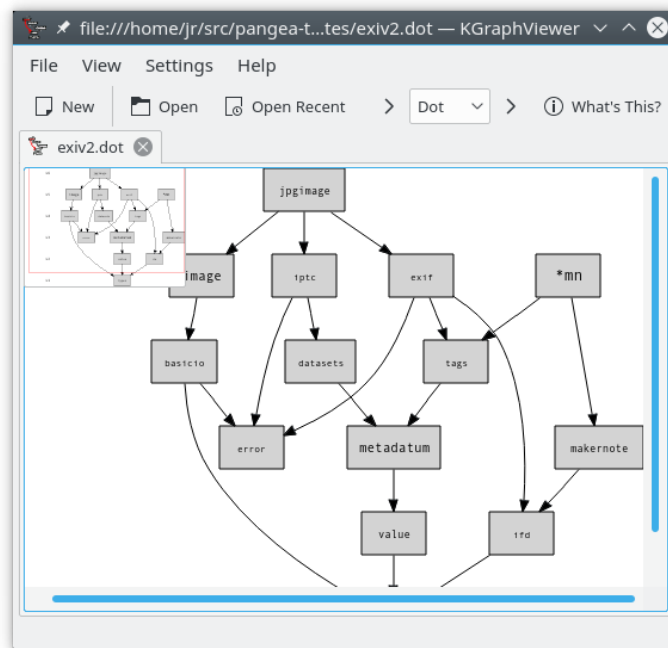 file:///home/jr/src/pangea-t...tes/exiv2.dot — KGraphViewer
File View Settings Help
New Open Open Recent Dot What's This?
exiv2.dot
jpgimage
image iptc exif *mn
basicio datasets tags
error metadatum makernote
value ifd